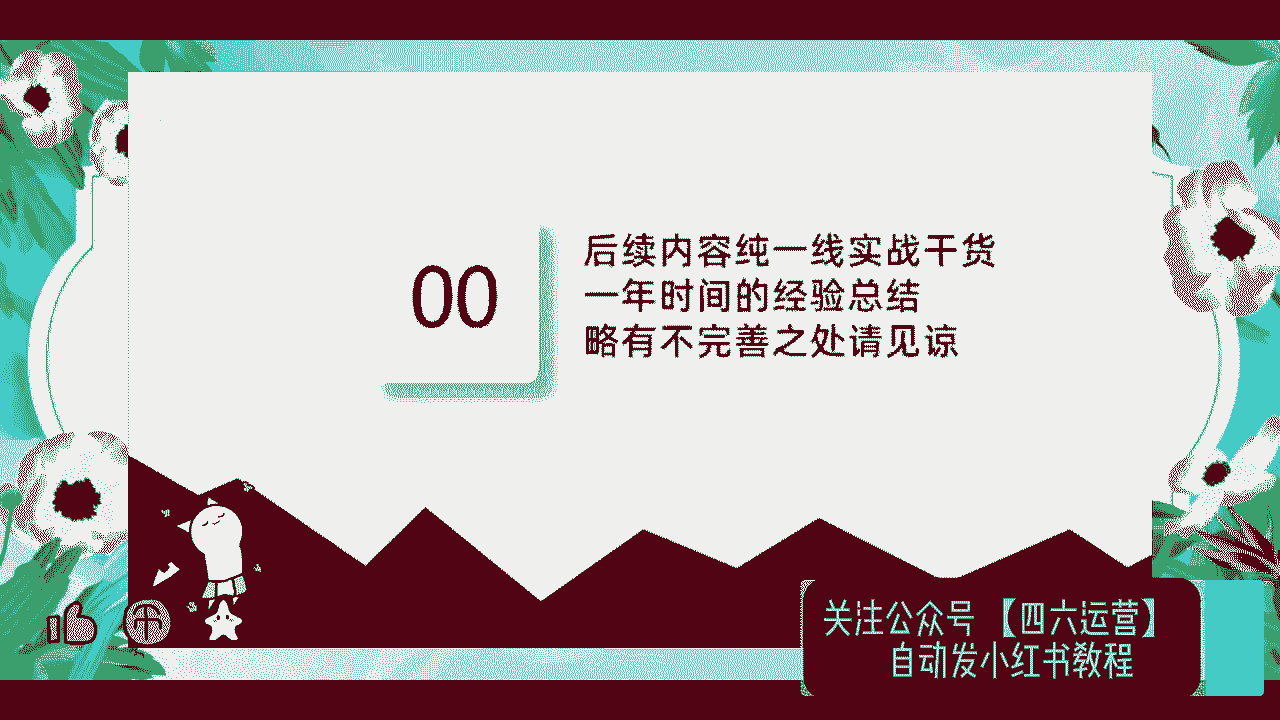 00
后续内容纯一线实战干货
一年时间的经验总结
略有不完善之处请见谅
关注公众号【四六运营】
自动发小红书教程